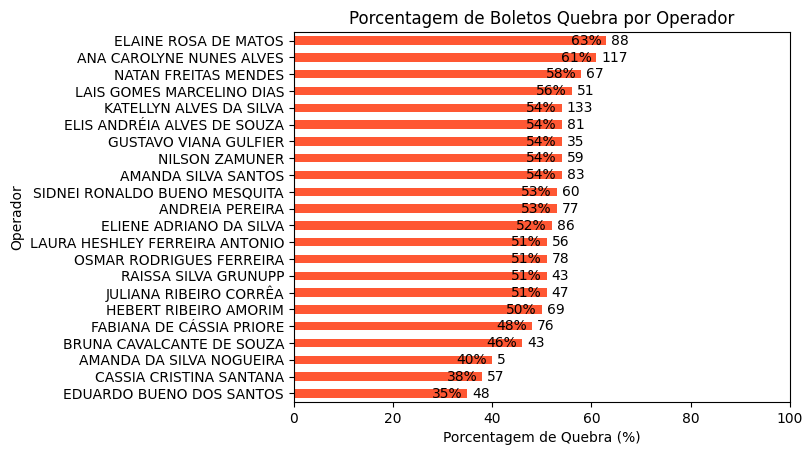 Porcentagem de Boletos Quebra por Operador
ELAINE ROSA DE MATOS 63% 88
ANA CAROLYNE NUNES ALVES 61% 117
NATAN FREITAS MENDES 58% 67
LAIS GOMES MARCELINO DIAS 56% 51
KATELLYN ALVES DA SILVA 54% 133
ELIS ANDRÉIA ALVES DE SOUZA 54% 81
GUSTAVO VIANA GULFIER 54% 35
NILSON ZAMUNER 54% 59
AMANDA SILVA SANTOS 54% 83
SIDNEI RONALDO BUENO MESQUITA 53% 60
ANDREIA PEREIRA 53% 77
ELIENE ADRIANO DA SILVA 52% 86
LAURA HESHLEY FERREIRA ANTONIO 51% 56
OSMAR RODRIGUES FERREIRA 51% 78
RAISSA SILVA GRUNUPP 51% 43
JULIANA RIBEIRO CORRÊA 51% 47
HEBERT RIBEIRO AMORIM 50% 69
FABIANA DE CÁSSIA PRIORE 48% 76
BRUNA CAVALCANTE DE SOUZA 46% 43
AMANDA DA SILVA NOGUEIRA 40% 5
CASSIA CRISTINA SANTANA 38% 57
EDUARDO BUENO DOS SANTOS 35% 48
Operador
0 20 40 60 80 100
Porcentagem de Quebra (%)